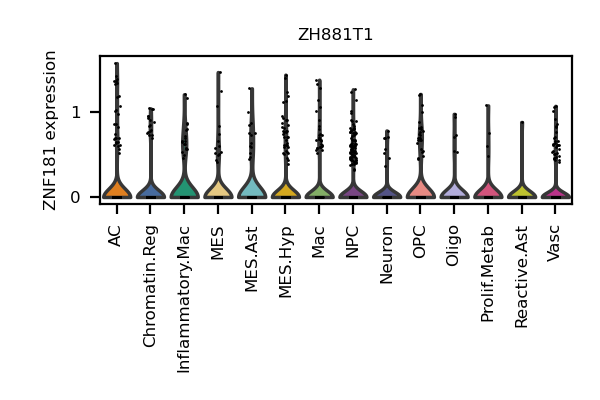 ZH881T1
ZNF181 expression
1
0
AC
Chromatin.Reg
Inflammatory.Mac
MES
MES.Ast
MES.Hyp
Mac
NPC
Neuron
OPC
Oligo
Prolif.Metab
Reactive.Ast
Vasc